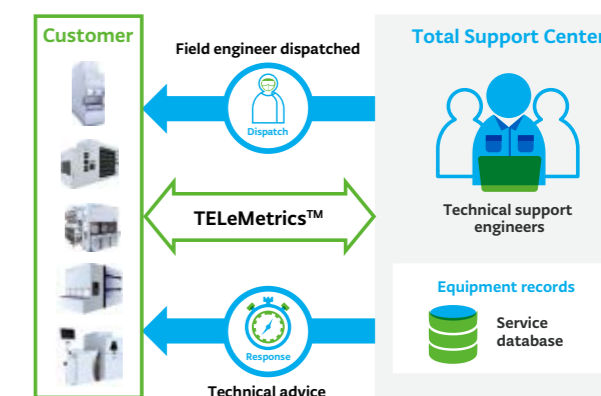 Customer
Field engineer dispatched
Dispatch
TELeMetrics™
Response
Technical advice
Total Support Center
Technical support
engineers
Equipment records
Service
database